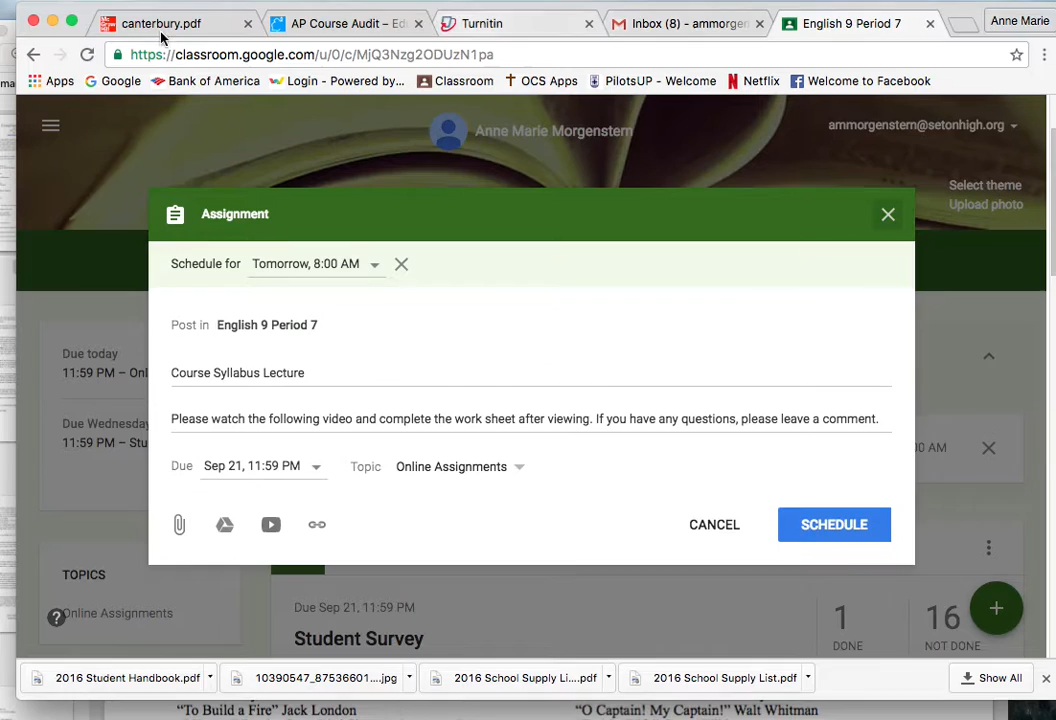 canterbury.pdf
AP Course Audit – Ed
Turnitin
Inbox (8) – ammorgen
English 9 Period 7
Anne Marie
https://classroom.google.com/u/0/c/MjQ3Nzg2ODUzN1pa
Apps
Google
Bank of America
Login - Powered by...
Classroom
OCS Apps
PilotsUP - Welcome
Netflix
Welcome to Facebook
Anne Marie Morgenstern
ammorgenstern@setonhigh.org
Select theme
Upload photo
Assignment
Schedule for Tomorrow, 8:00 AM
Post in English 9 Period 7
Due today
11:59 PM – Onl
Course Syllabus Lecture
Due Wednesda
11:59 PM – Stu
Please watch the following video and complete the work sheet after viewing. If you have any questions, please leave a comment.
00 AM
Due Sep 21, 11:59 PM
Topic Online Assignments
CANCEL
SCHEDULE
TOPICS
Online Assignments
Due Sep 21, 11:59 PM
Student Survey
1
DONE
16
NOT DONE
2016 Student Handbook.pdf
10390547_87536601....jpg
2016 School Supply Li....pdf
2016 School Supply List.pdf
Show All
“To Build a Fire” Jack London
“O Captain! My Captain!” Walt Whitman